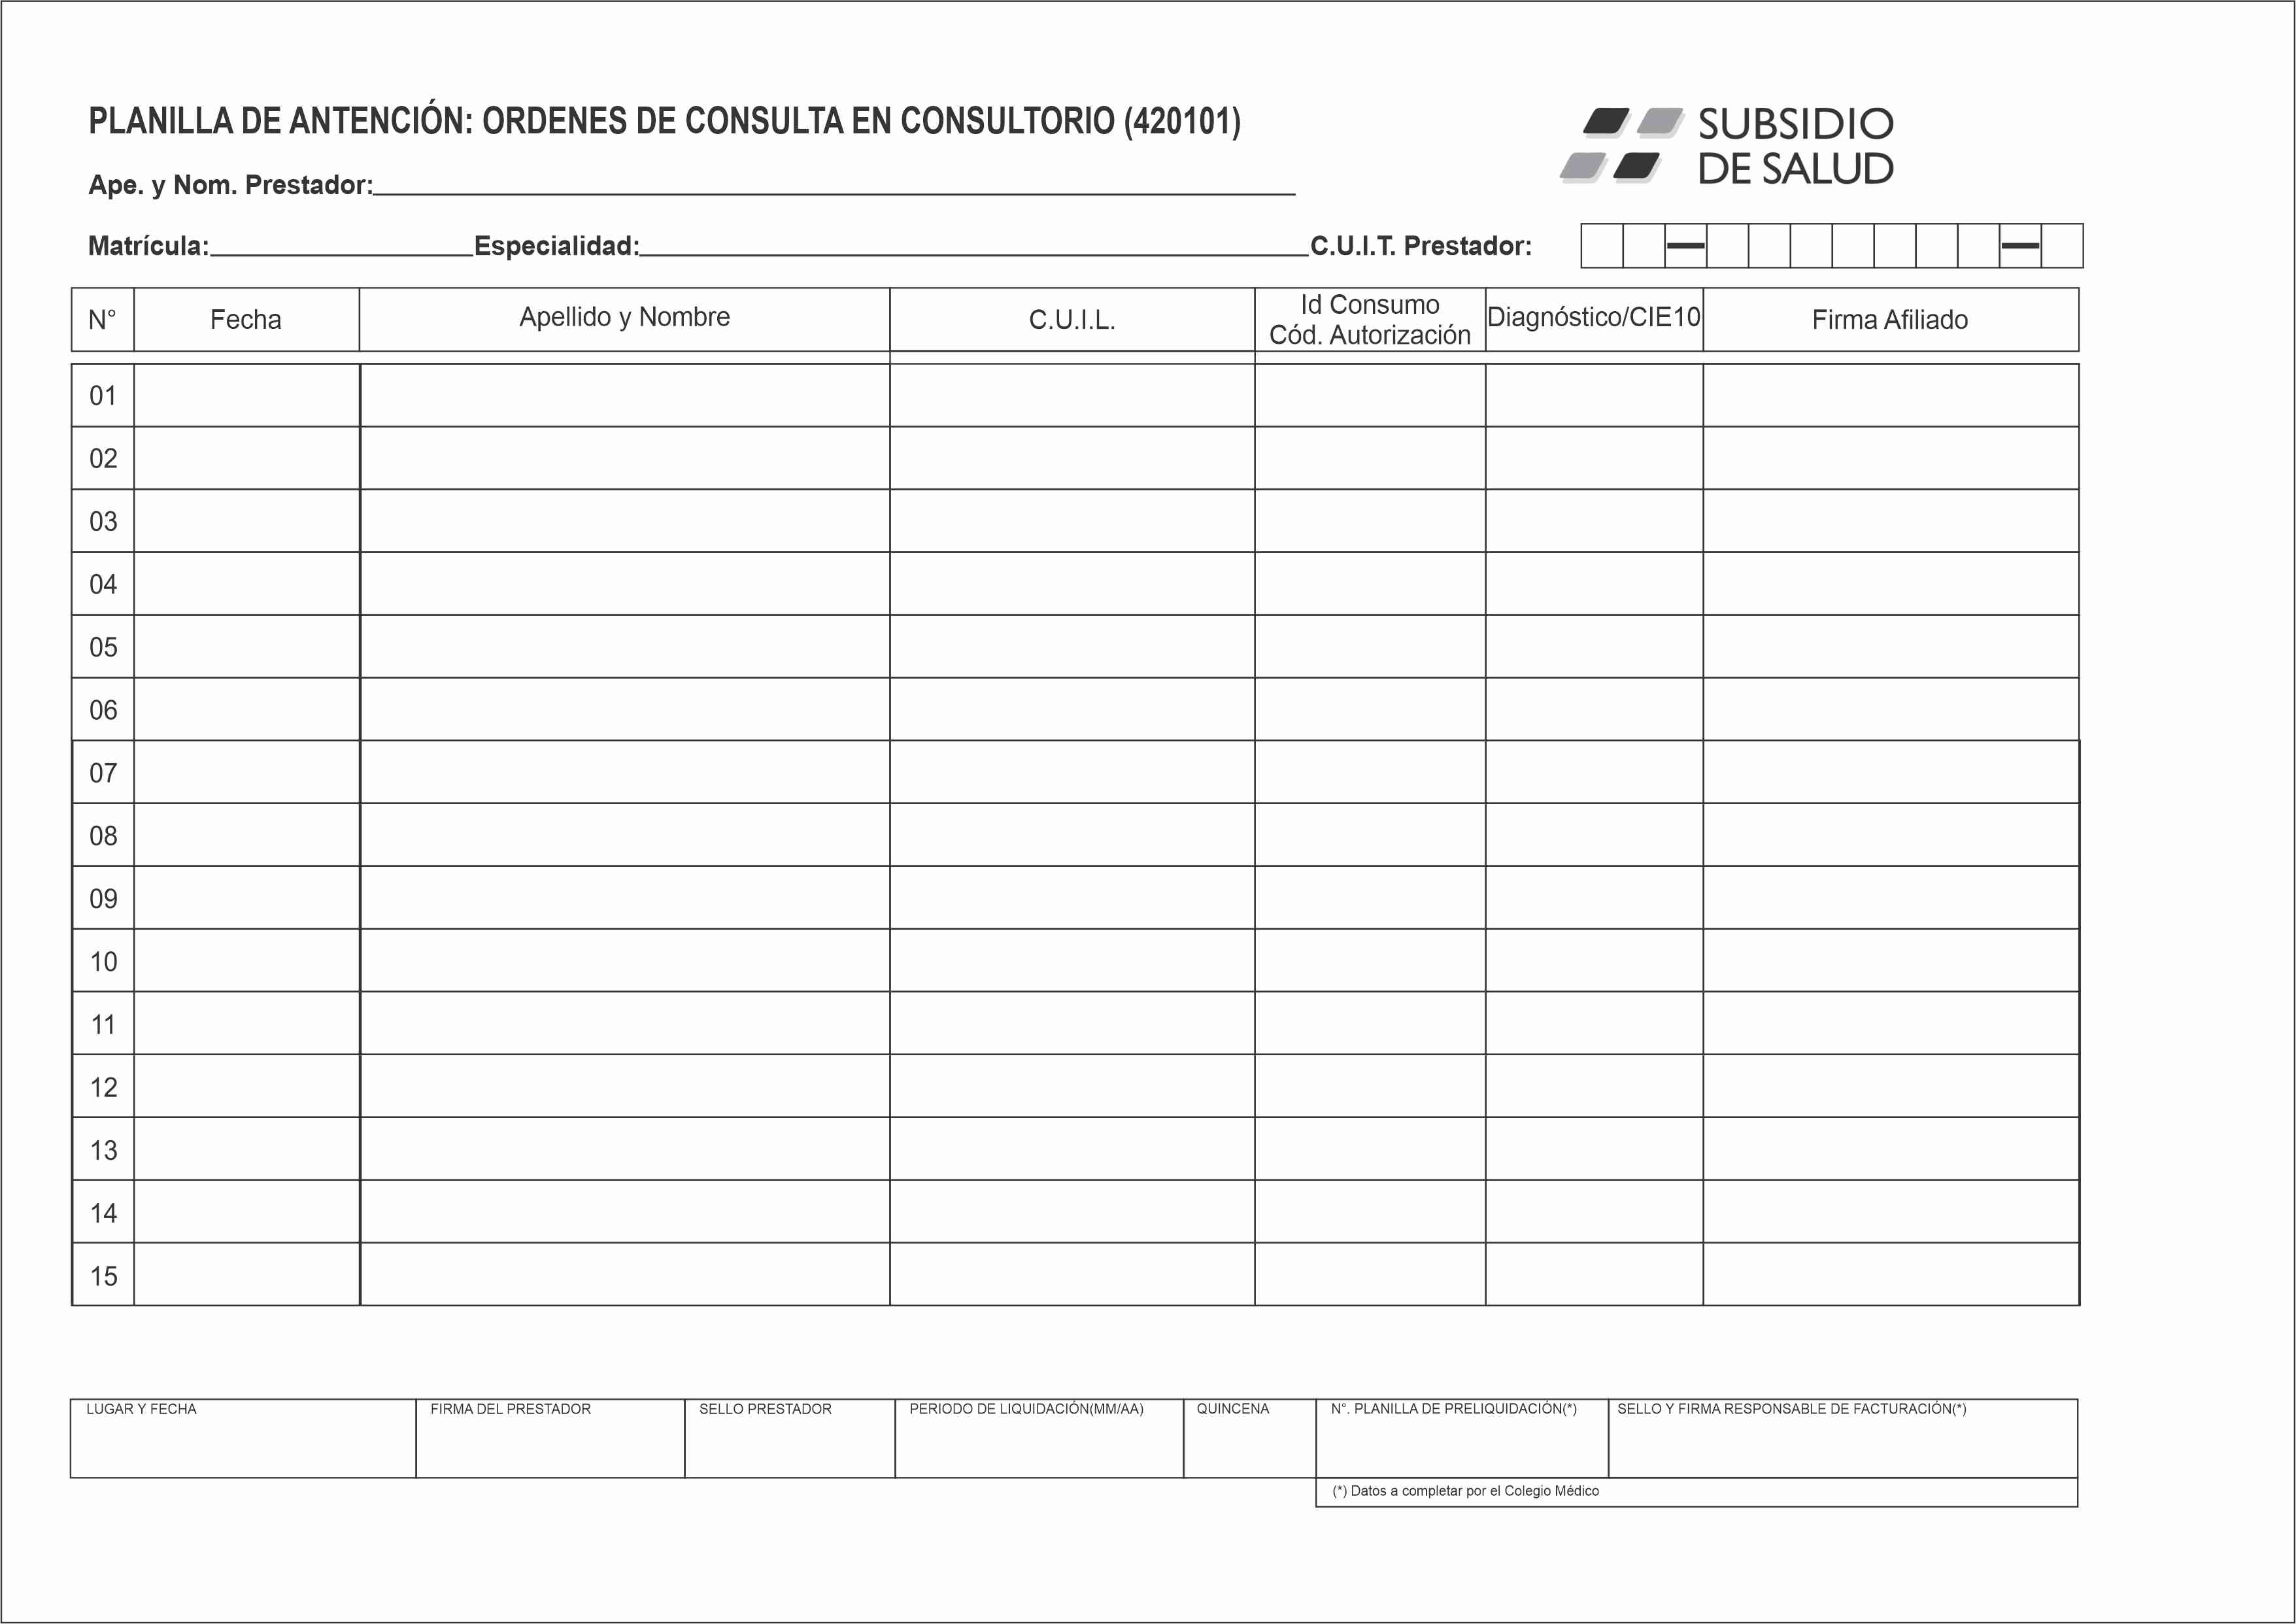 PLANILLA DE ANTENCIÓN: ORDENES DE CONSULTA EN CONSULTORIO (420101)
SUBSIDIO
DE SALUD
Ape. y Nom. Prestador:
Matrícula: Especialidad: C.U.I.T. Prestador:
N° Fecha Apellido y Nombre C.U.I.L. Id Consumo Cód. Autorización Diagnóstico/CIE10 Firma Afiliado
01
02
03
04
05
06
07
08
09
10
11
12
13
14
15
LUGAR Y FECHA FIRMA DEL PRESTADOR SELLO PRESTADOR PERIODO DE LIQUIDACIÓN(MM/AA) QUINCENA N°. PLANILLA DE PRELIQUIDACIÓN(*) SELLO Y FIRMA RESPONSABLE DE FACTURACIÓN(*)
(*) Datos a completar por el Colegio Médico